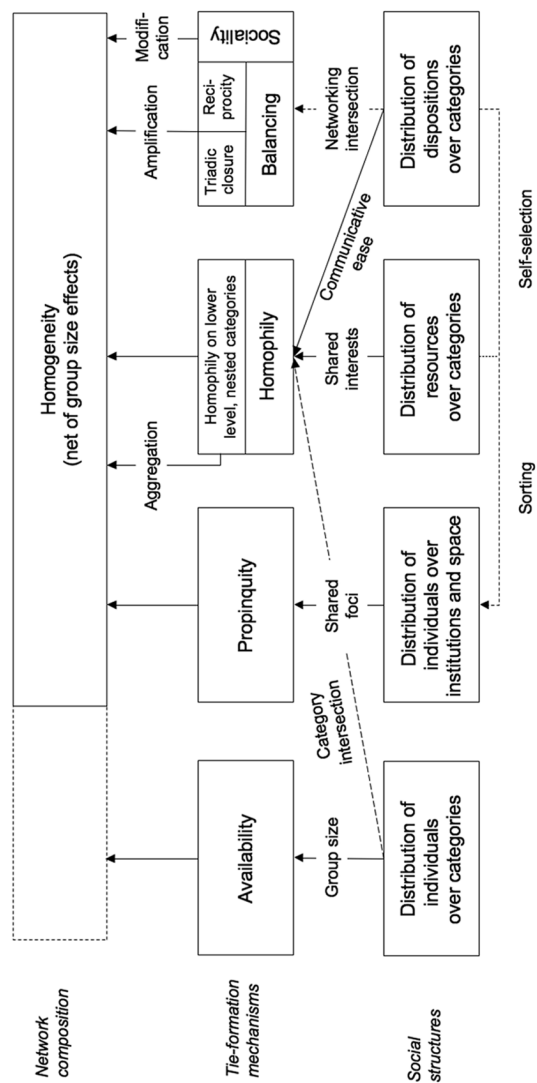 Network
composition
Homogeneity
(net of group size effects)
Aggregation
Amplification
Modifi-
cation
Tie-formation
mechanisms
Availability
Propinquity
Homophily on lower
level, nested categories
Homophily
Triadic
closure
Reci-
procity
Balancing
Sociality
Group size
Category
intersection
Shared
foci
Shared
interests
Communicative
ease
Networking
intersection
Social
structures
Distribution of
individuals
over categories
Distribution of
individuals over
institutions and space
Distribution of
resources
over categories
Distribution of
dispositions
over categories
Sorting
Self-selection